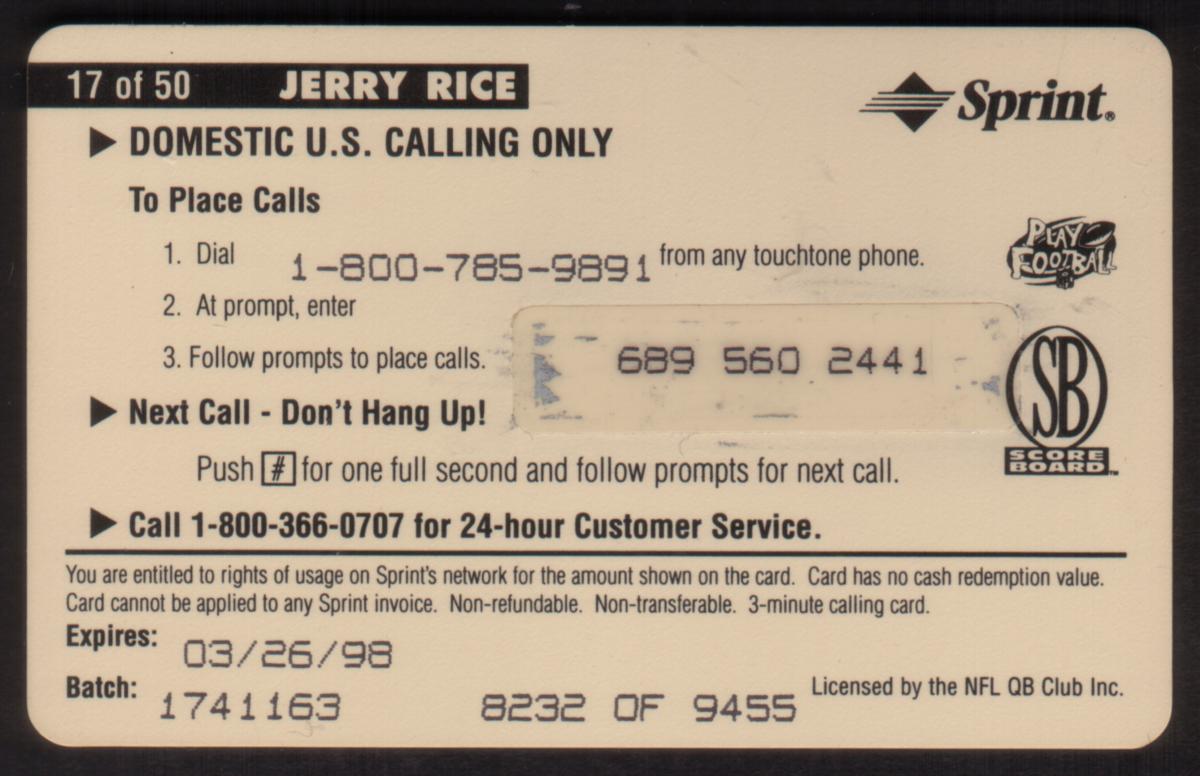 17 of 50 JERRY RICE
Sprint®
▶ DOMESTIC U.S. CALLING ONLY
To Place Calls
1. Dial 1-800-785-9891 from any touchtone phone.
PLAY FOOTBALL
NFL
2. At prompt, enter
689 560 2441
3. Follow prompts to place calls.
SB
SCORE
BOARD™
▶ Next Call - Don't Hang Up!
Push # for one full second and follow prompts for next call.
▶ Call 1-800-366-0707 for 24-hour Customer Service.
You are entitled to rights of usage on Sprint's network for the amount shown on the card. Card has no cash redemption value.
Card cannot be applied to any Sprint invoice. Non-refundable. Non-transferable. 3-minute calling card.
Expires: 03/26/98
Batch: 1741163 8232 OF 9455 Licensed by the NFL QB Club Inc.